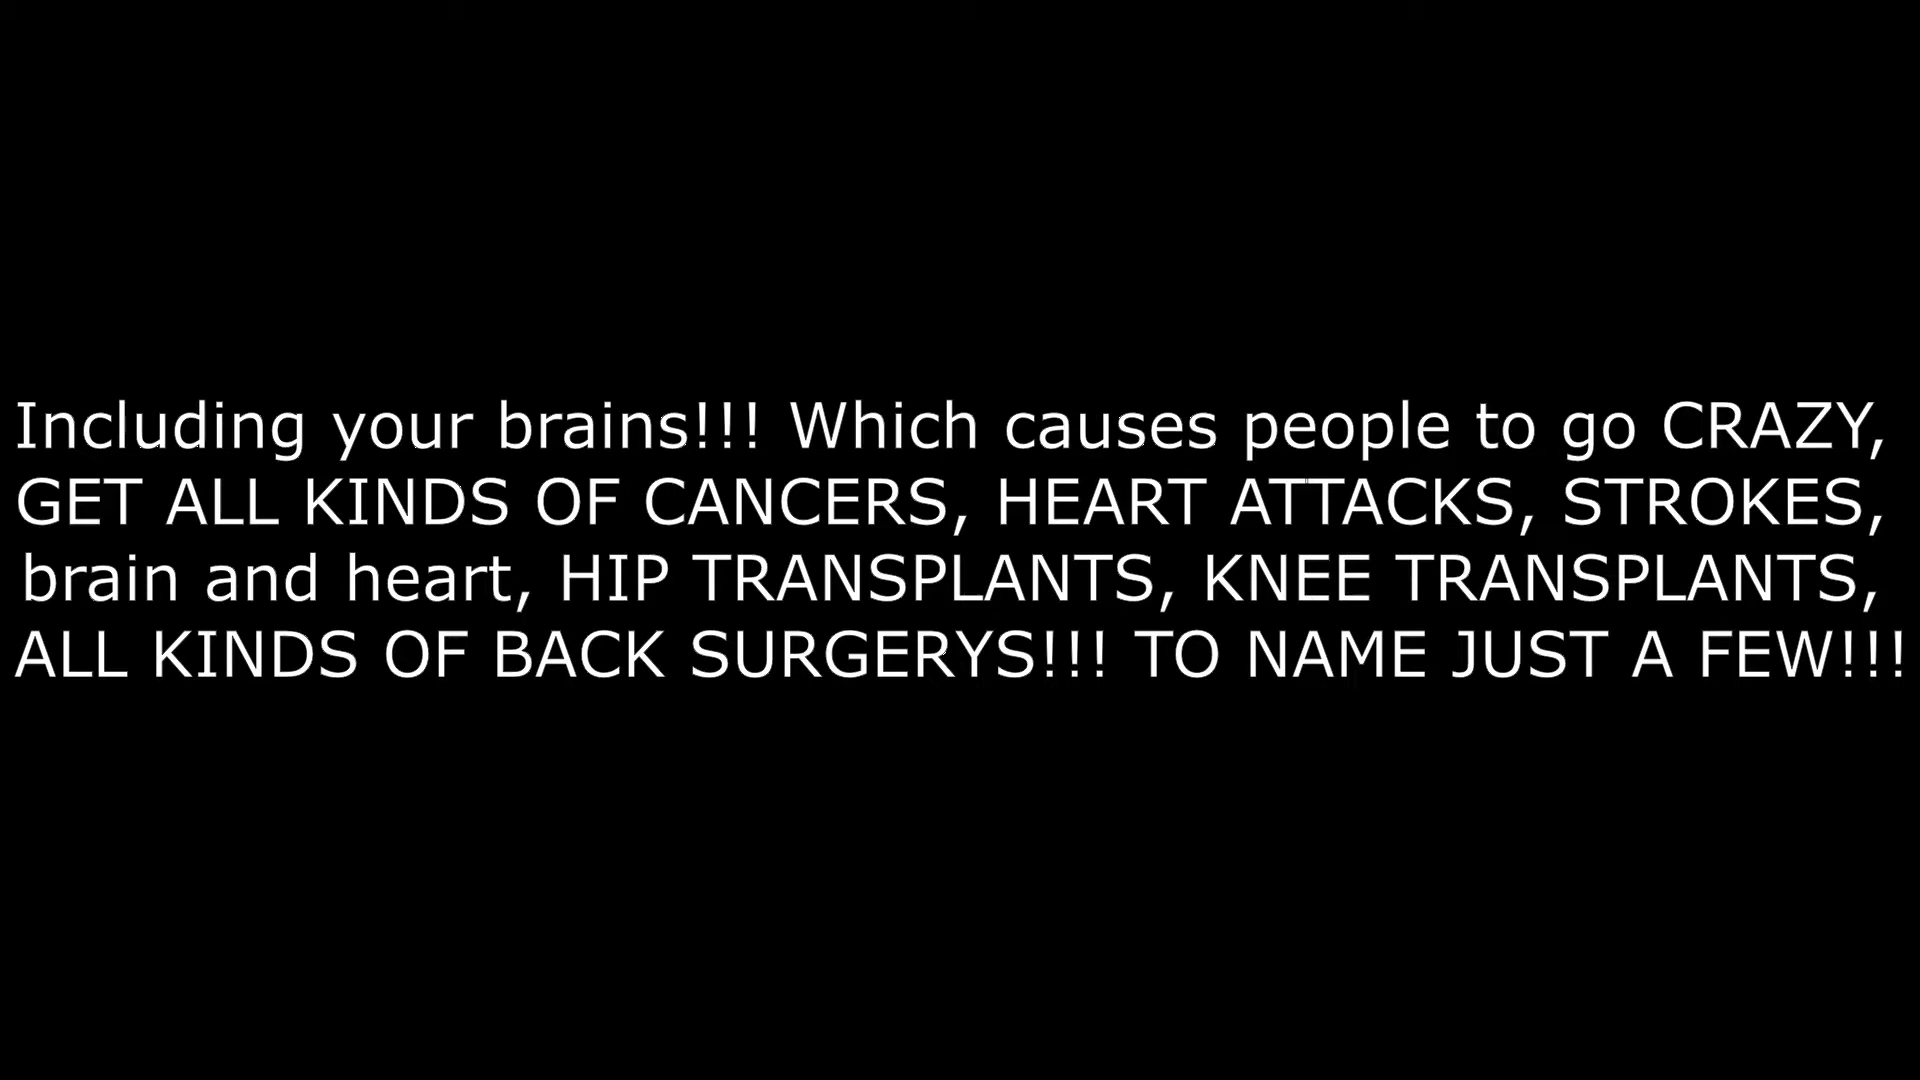 Including your brains!!! Which causes people to go CRAZY,
GET ALL KINDS OF CANCERS, HEART ATTACKS, STROKES,
brain and heart, HIP TRANSPLANTS, KNEE TRANSPLANTS,
ALL KINDS OF BACK SURGERYS!!! TO NAME JUST A FEW!!!